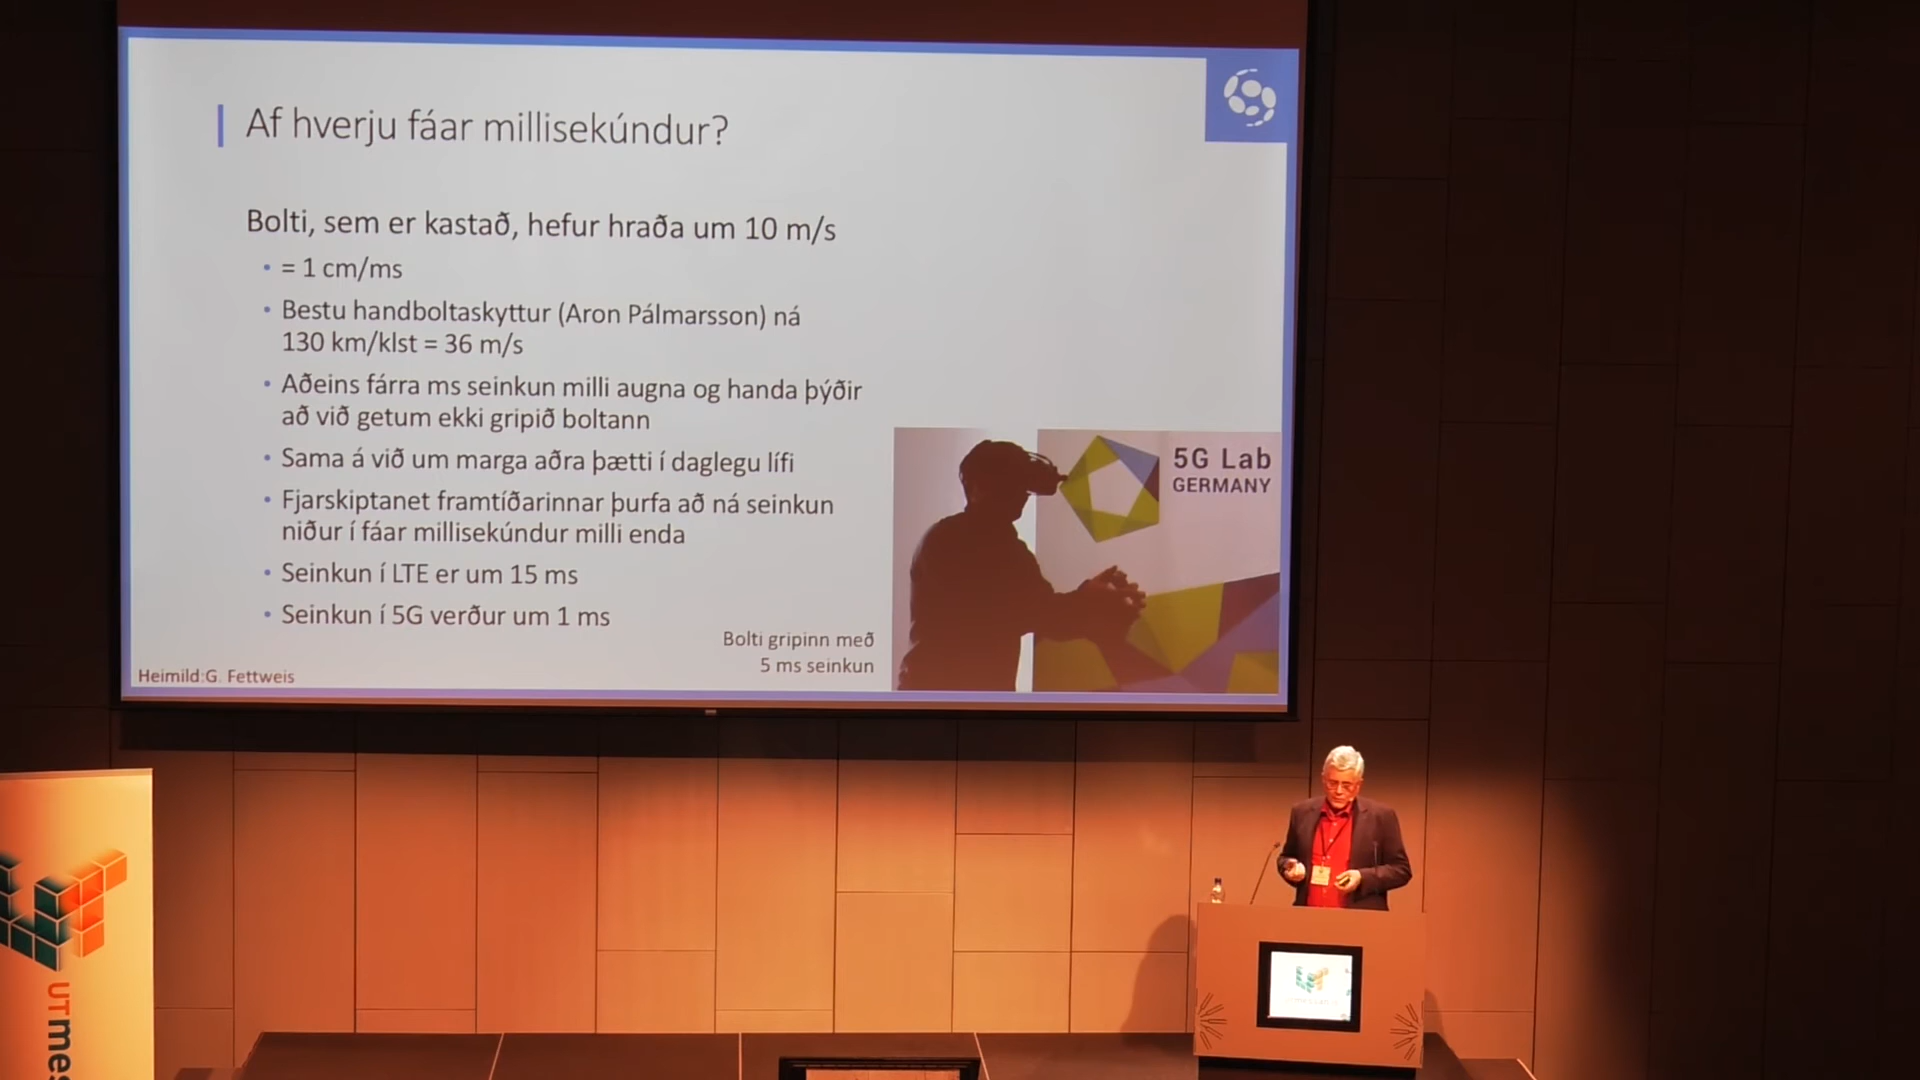 Af hverju fáar millisekúndur?
Bolti, sem er kastað, hefur hraða um 10 m/s
• = 1 cm/ms
• Bestu handboltaskyttur (Aron Pálmarsson) ná
130 km/klst = 36 m/s
• Aðeins fárra ms seinkun milli augna og handa þýðir
að við getum ekki gripið boltann
• Sama á við um marga aðra þætti í daglegu lífi
• Fjarskiptanet framtíðarinnar þurfa að ná seinkun
niður í fáar millisekúndur milli enda
• Seinkun í LTE er um 15 ms
• Seinkun í 5G verður um 1 ms
Bolti gripinn með
5 ms seinkun
Heimild:G. Fettweis
5G Lab
GERMANY
UTmes